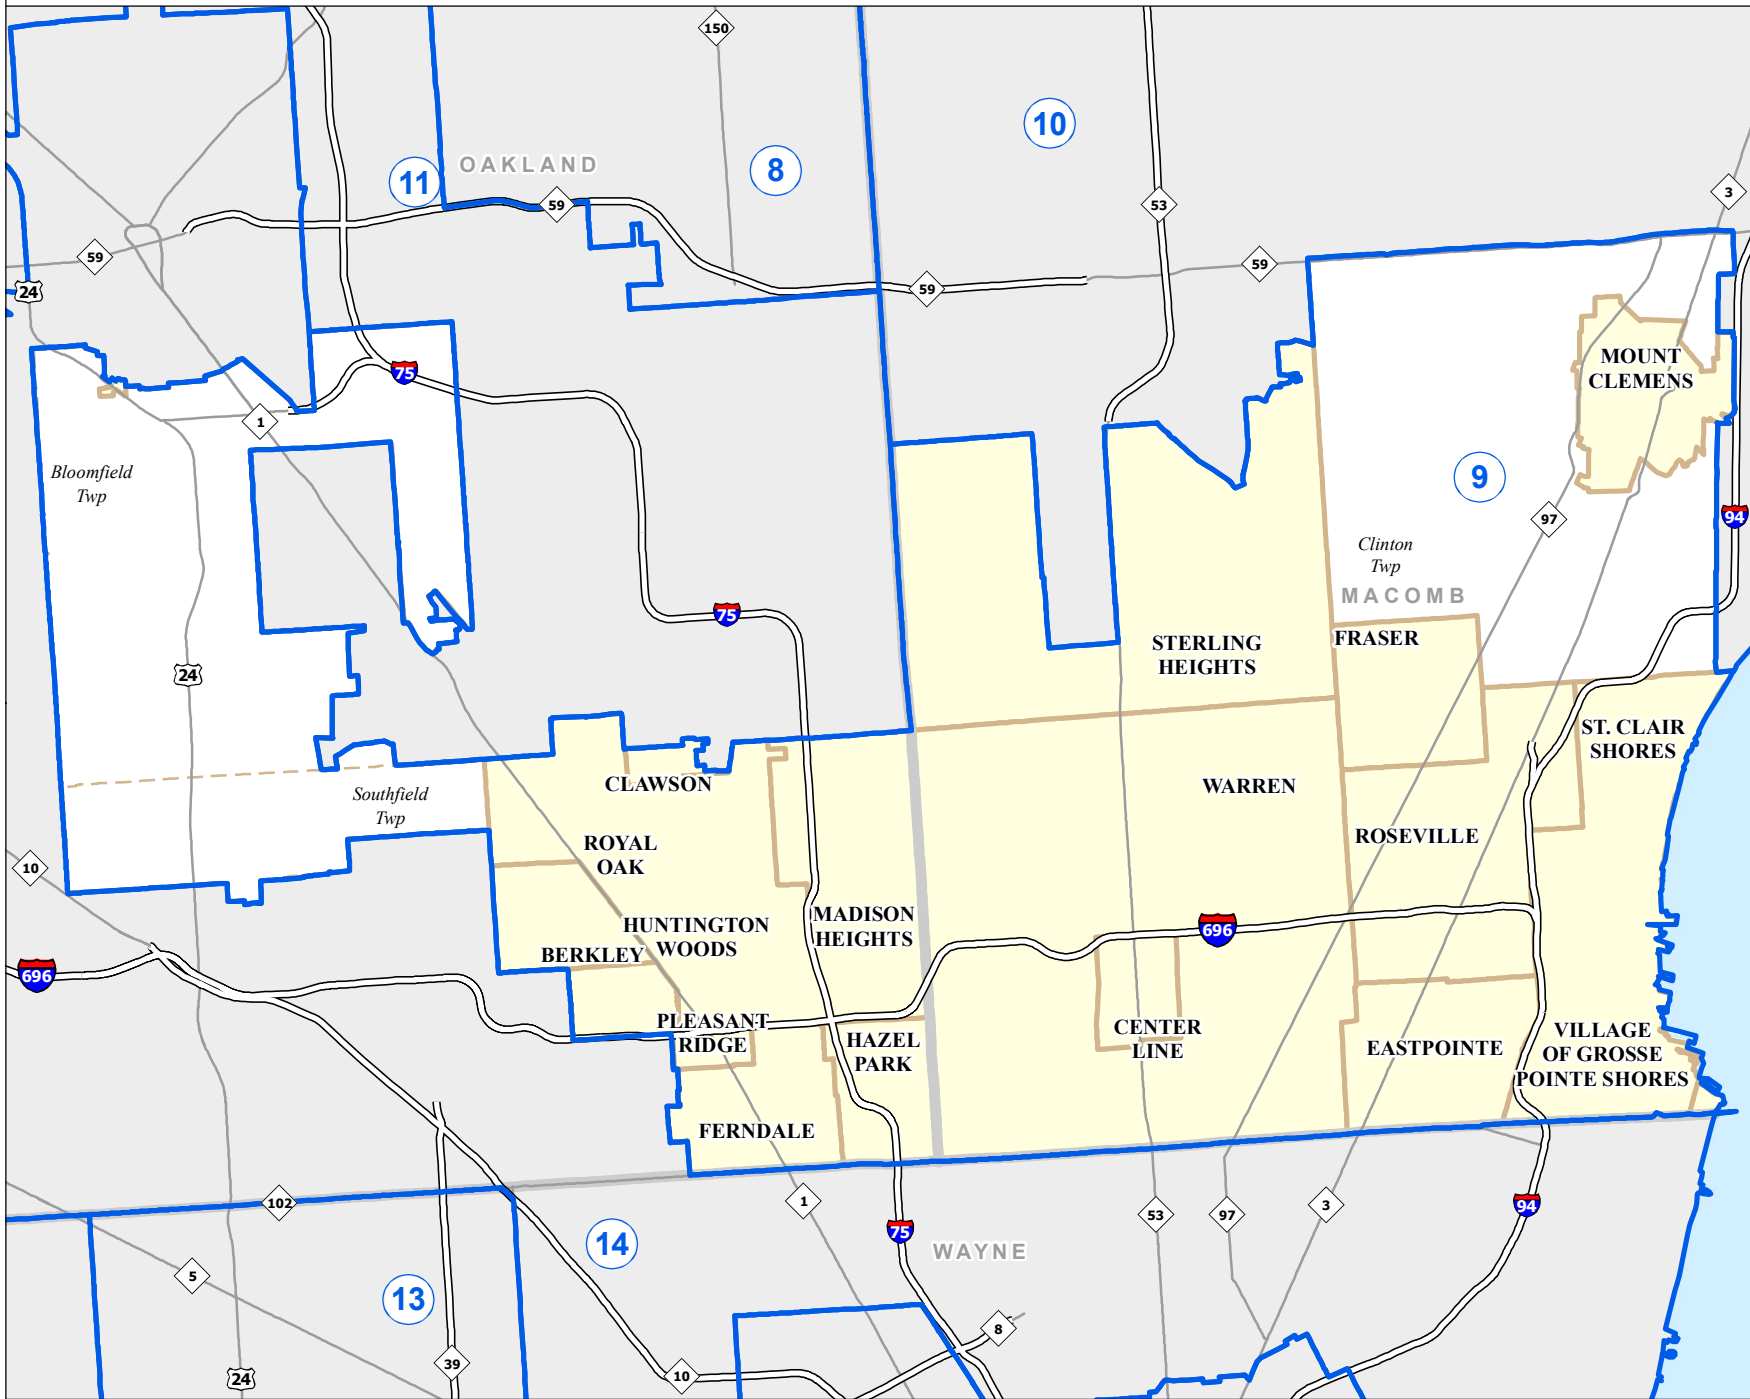 150
10
OAKLAND
8
11
3
59
53
59
59
24
59
59
MOUNT
CLEMENS
75
1
Bloomfield
Twp
9
97
94
Clinton
Twp
MACOMB
75
FRASER
STERLING
HEIGHTS
24
ST. CLAIR
SHORES
CLAWSON
WARREN
Southfield
Twp
ROSEVILLE
ROYAL
OAK
10
MADISON
HEIGHTS
HUNTINGTON
WOODS
696
BERKLEY
696
PLEASANT
RIDGE
CENTER
LINE
HAZEL
PARK
EASTPOINTE
VILLAGE
OF GROSSE
POINTE SHORES
FERNDALE
102
1
75
53
97
3
94
14
WAYNE
5
13
8
39
10
24